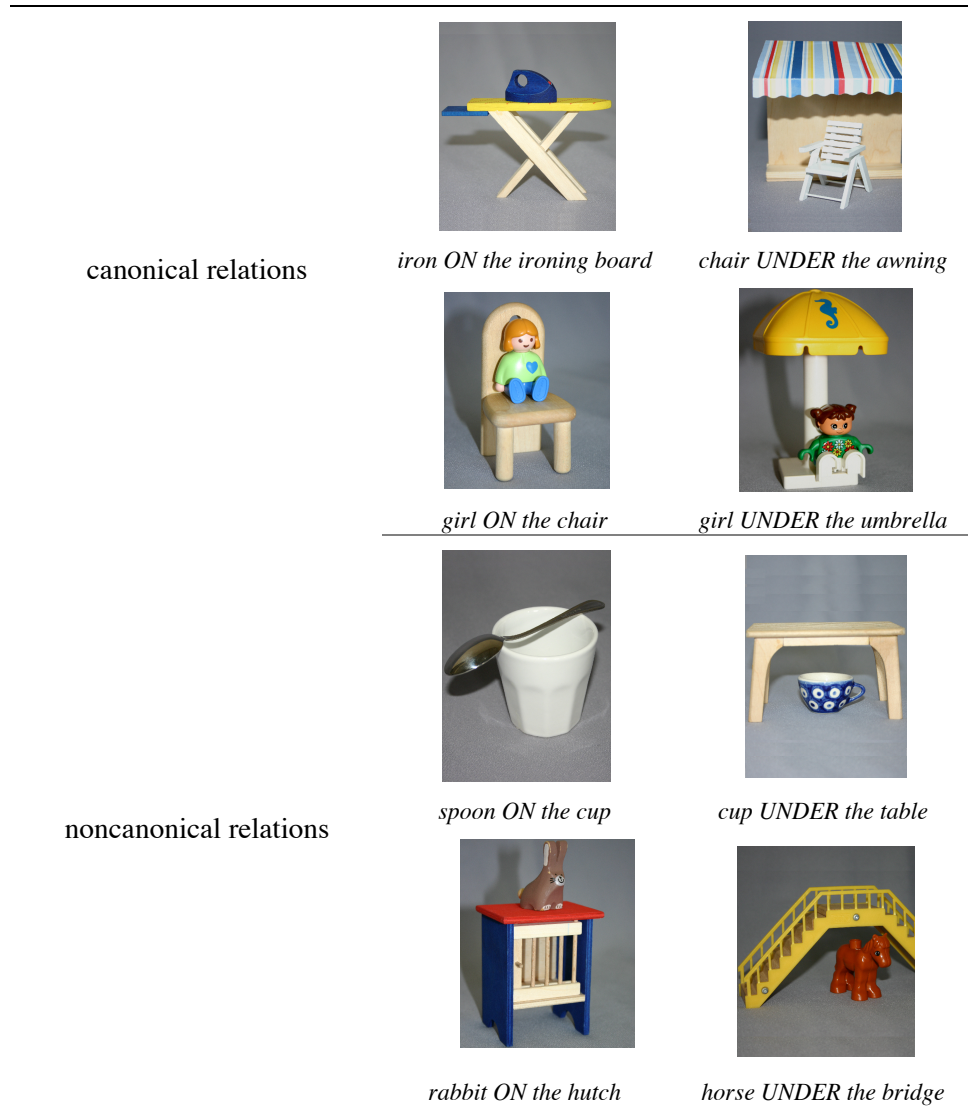 canonical relations
iron ON the ironing board
chair UNDER the awning
girl ON the chair
girl UNDER the umbrella
noncanonical relations
spoon ON the cup
cup UNDER the table
rabbit ON the hutch
horse UNDER the bridge